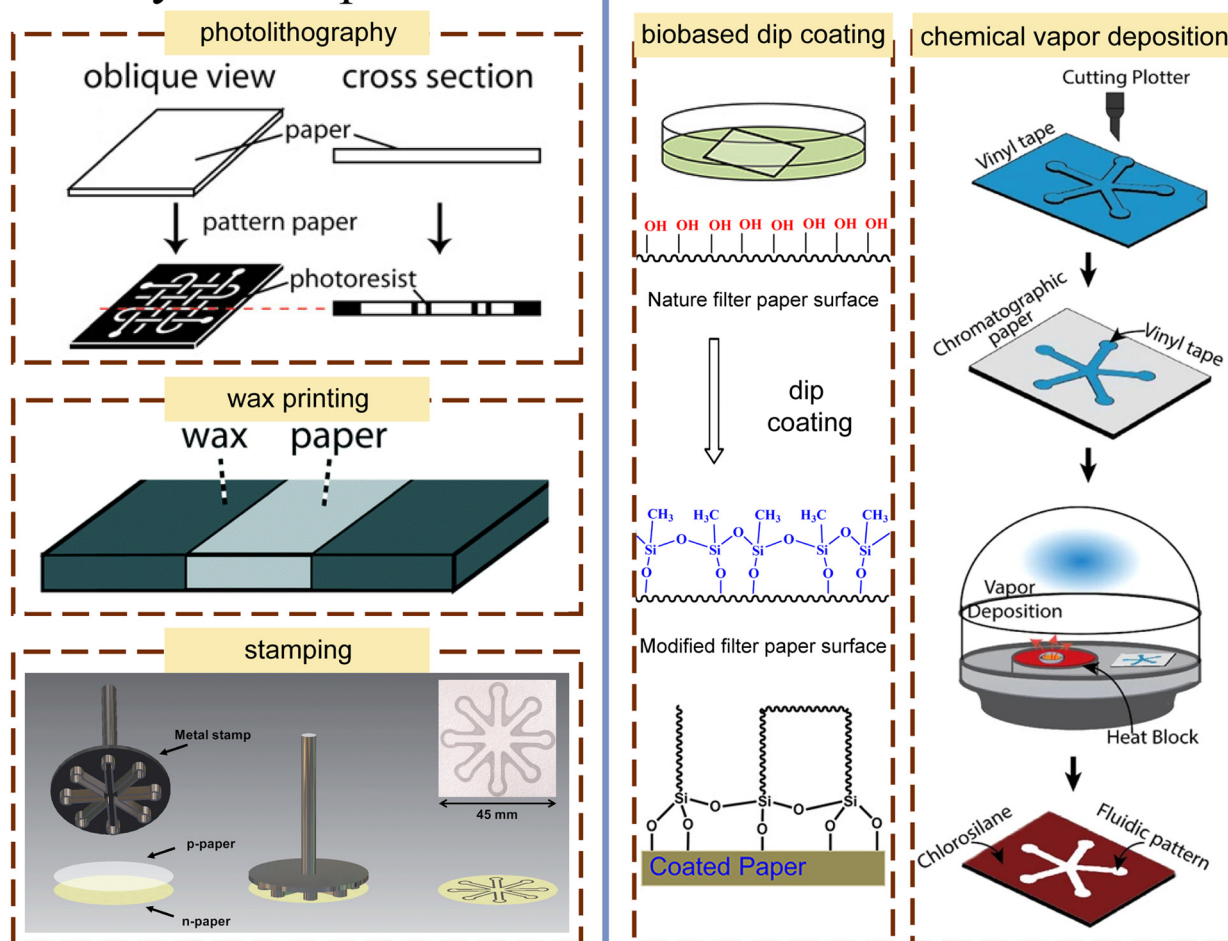 photolithography
oblique view
cross section
paper
pattern paper
photoresist
wax printing
wax
paper
stamping
Metal stamp
45 mm
p-paper
n-paper
biobased dip coating
OH OH OH OH OH OH OH OH
Nature filter paper surface
dip
coating
CH3 H3C CH3 H3C CH3
O O O O
Si Si Si Si Si
O O O O O
Modified filter paper surface
Si Si Si
O O
O O O O O
Coated Paper
chemical vapor deposition
Cutting Plotter
Vinyl tape
Chromatographic
paper
Vinyl tape
Vapor
Deposition
Heat Block
Chlorosilane
Fluidic
pattern